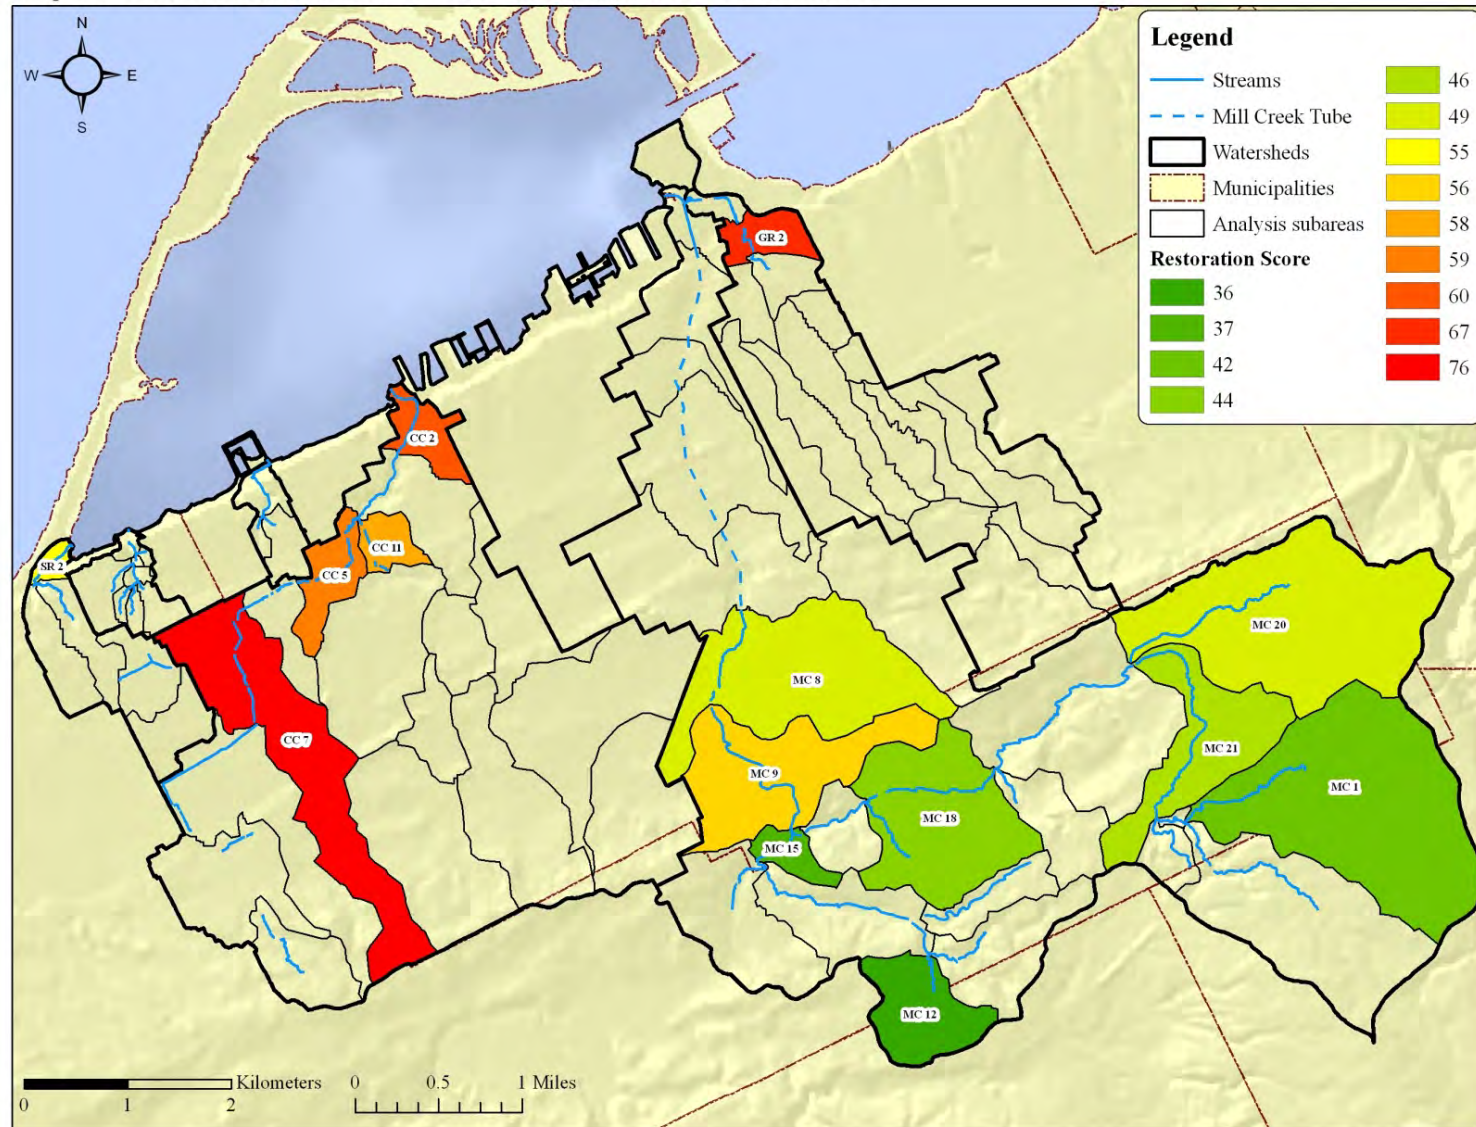 N
W
E
S
Legend
Streams
Mill Creek Tube
Watersheds
Municipalities
Analysis subareas
Restoration Score
36
37
42
44
46
49
55
56
58
59
60
67
76
GR 2
CC 2
CC 11
CC 5
SR 2
CC 7
MC 20
MC 8
MC 21
MC 9
MC 1
MC 18
MC 15
MC 12
Kilometers
0 1 2
0 0.5 1 Miles